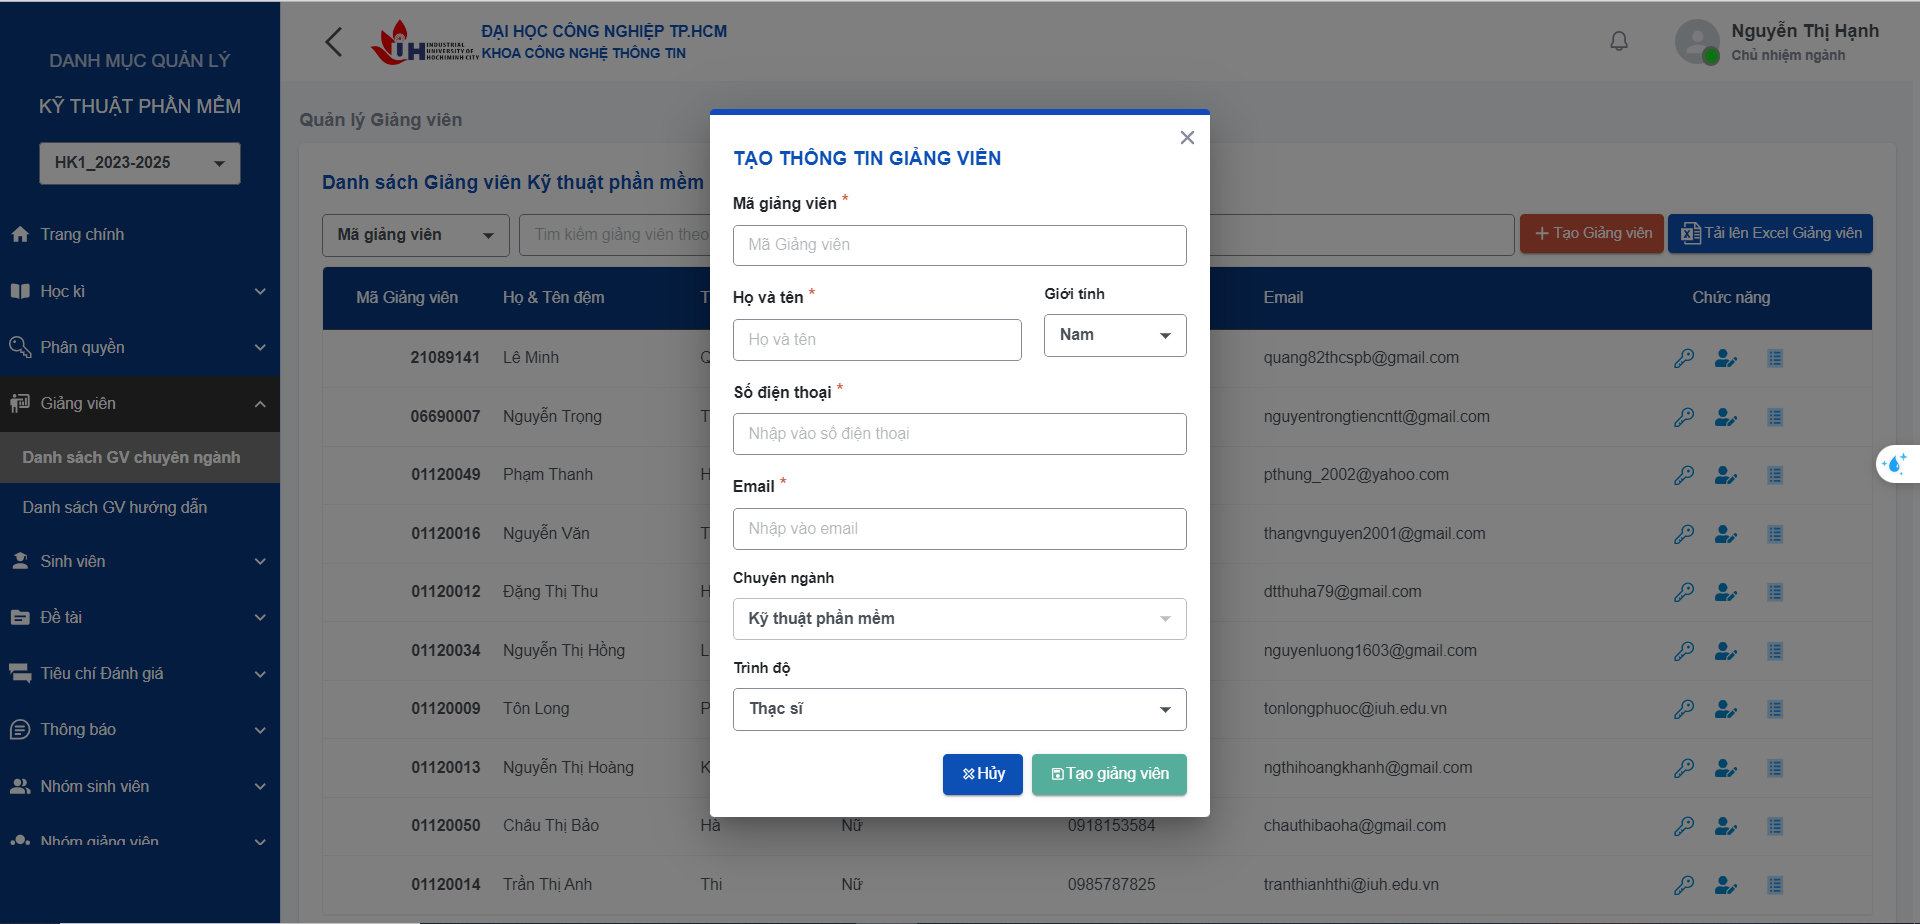 DANH MỤC QUẢN LÝ
KỸ THUẬT PHẦN MỀM
HK1_2023-2025
Trang chính
Học kì
Phân quyền
Giảng viên
Danh sách GV chuyên ngành
Danh sách GV hướng dẫn
Sinh viên
Đề tài
Tiêu chí Đánh giá
Thông báo
Nhóm sinh viên
Nhóm giảng viên
IUH INDUSTRIAL UNIVERSITY OF HOCHIMINH CITY
ĐẠI HỌC CÔNG NGHIỆP TP.HCM
KHOA CÔNG NGHỆ THÔNG TIN
Nguyễn Thị Hạnh
Chủ nhiệm ngành
Quản lý Giảng viên
Danh sách Giảng viên Kỹ thuật phần mềm
Mã giảng viên
Tìm kiếm giảng viên theo
+ Tạo Giảng viên
Tải lên Excel Giảng viên
Mã Giảng viên Họ & Tên đệm T Email Chức năng
21089141 Lê Minh Q quang82thcspb@gmail.com
06690007 Nguyễn Trọng T nguyentrongtiencntt@gmail.com
01120049 Phạm Thanh H pthung_2002@yahoo.com
01120016 Nguyễn Văn T thangvnguyen2001@gmail.com
01120012 Đặng Thị Thu H dtthuha79@gmail.com
01120034 Nguyễn Thị Hồng L nguyenluong1603@gmail.com
01120009 Tôn Long P tonlongphuoc@iuh.edu.vn
01120013 Nguyễn Thị Hoàng K ngthihoangkhanh@gmail.com
01120050 Châu Thị Bảo Hà Nữ 0918153584 chauthibaoha@gmail.com
01120014 Trần Thị Anh Thi Nữ 0985787825 tranthianhthi@iuh.edu.vn
TẠO THÔNG TIN GIẢNG VIÊN
Mã giảng viên *
Mã Giảng viên
Họ và tên *
Họ và tên
Giới tính
Nam
Số điện thoại *
Nhập vào số điện thoại
Email *
Nhập vào email
Chuyên ngành
Kỹ thuật phần mềm
Trình độ
Thạc sĩ
Hủy
Tạo giảng viên